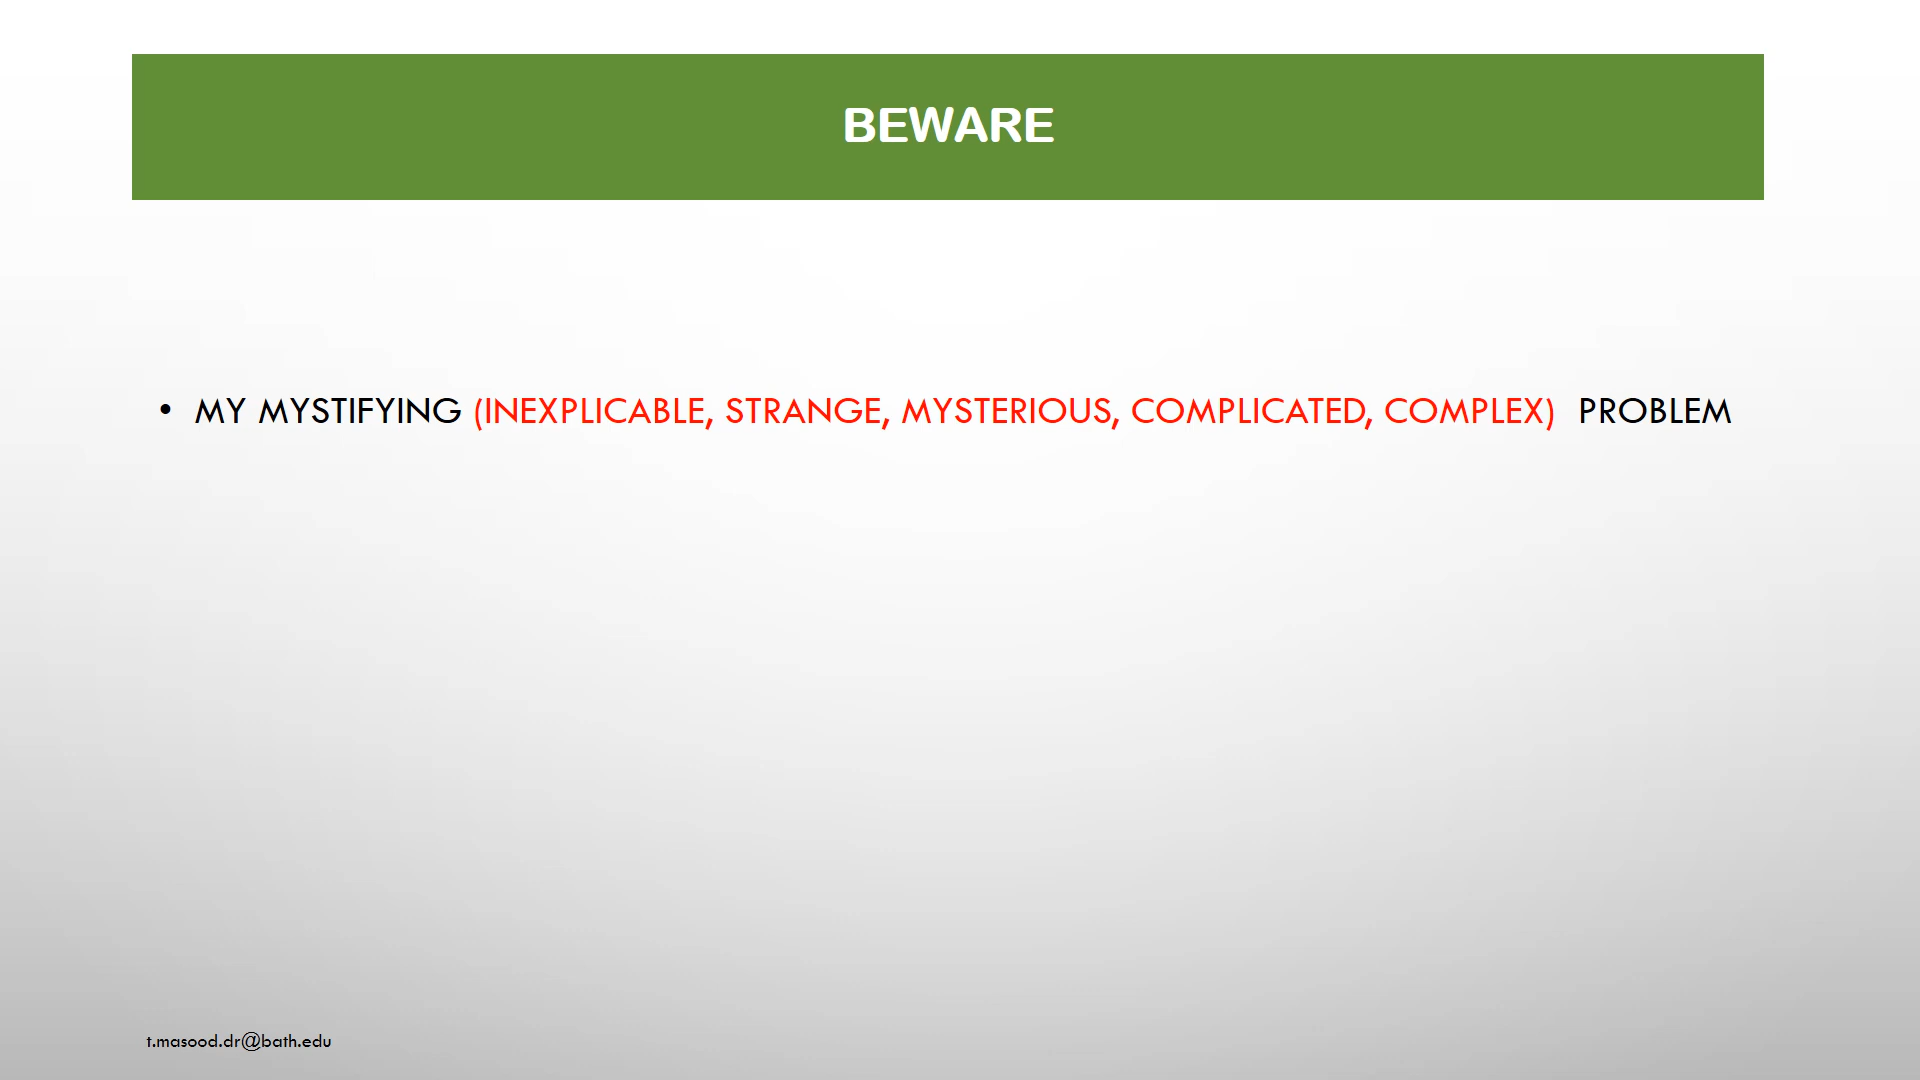 BEWARE
• MY MYSTIFYING (INEXPLICABLE, STRANGE, MYSTERIOUS, COMPLICATED, COMPLEX)  PROBLEM
t.masood.dr@bath.edu